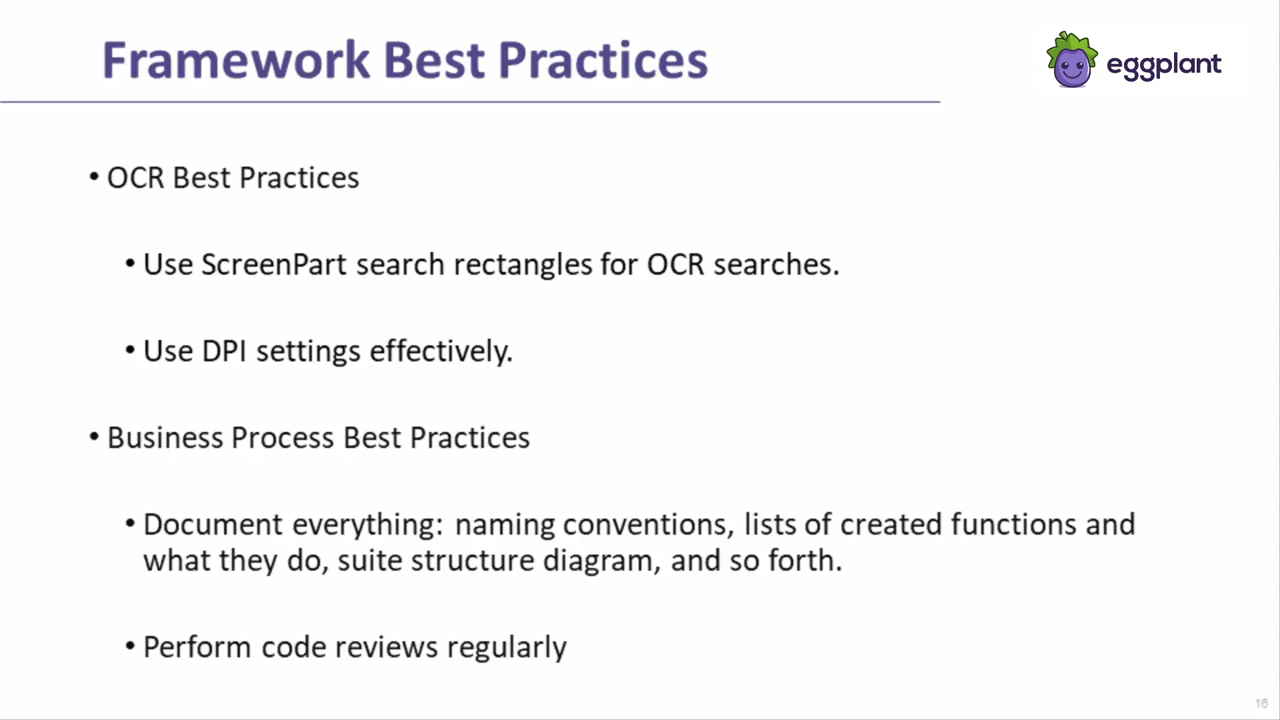 Framework Best Practices
eggplant
• OCR Best Practices
• Use ScreenPart search rectangles for OCR searches.
• Use DPI settings effectively.
• Business Process Best Practices
• Document everything: naming conventions, lists of created functions and
what they do, suite structure diagram, and so forth.
• Perform code reviews regularly
16